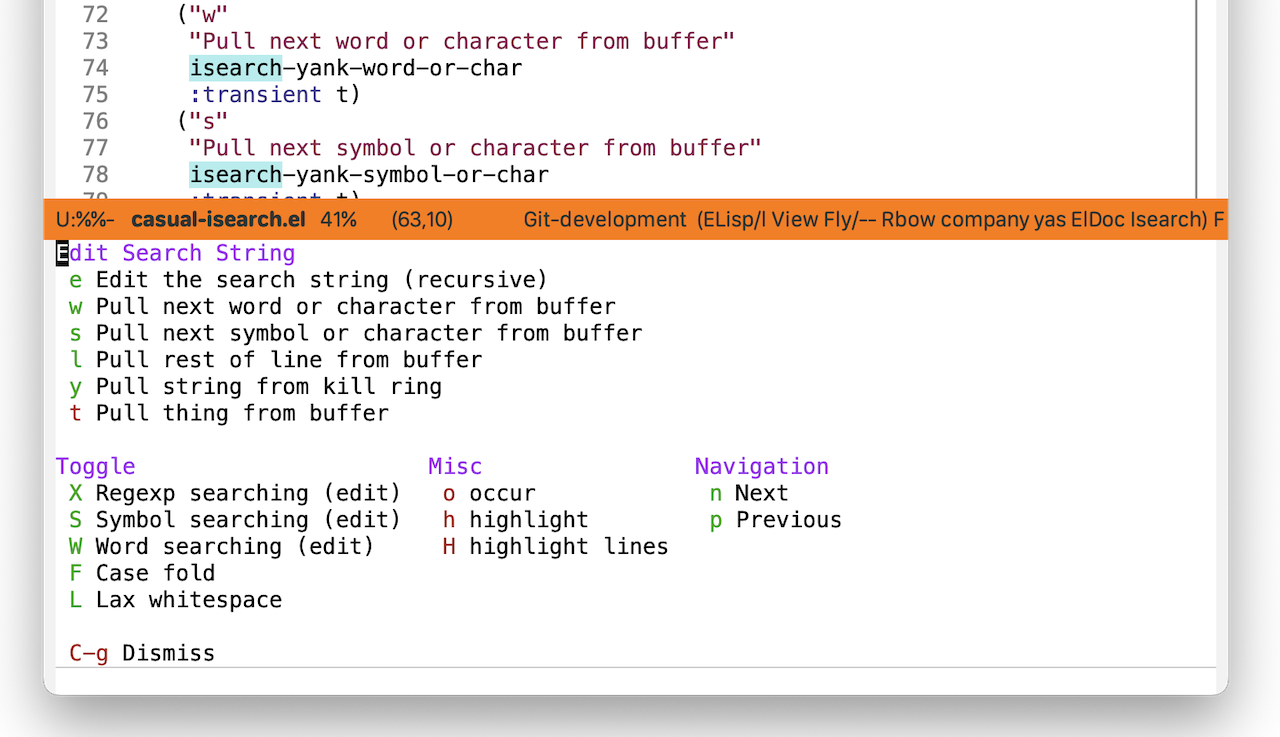 72 ("w"
73 "Pull next word or character from buffer"
74 isearch-yank-word-or-char
75 :transient t)
76 ("s"
77 "Pull next symbol or character from buffer"
78 isearch-yank-symbol-or-char
79 :transient t)
U:%%- casual-isearch.el 41% (63,10) Git-development (ELisp/l View Fly/-- Rbow company yas ElDoc Isearch) F
Edit Search String
e Edit the search string (recursive)
w Pull next word or character from buffer
s Pull next symbol or character from buffer
l Pull rest of line from buffer
y Pull string from kill ring
t Pull thing from buffer
Toggle Misc Navigation
X Regexp searching (edit) o occur n Next
S Symbol searching (edit) h highlight p Previous
W Word searching (edit) H highlight lines
F Case fold
L Lax whitespace
C-g Dismiss